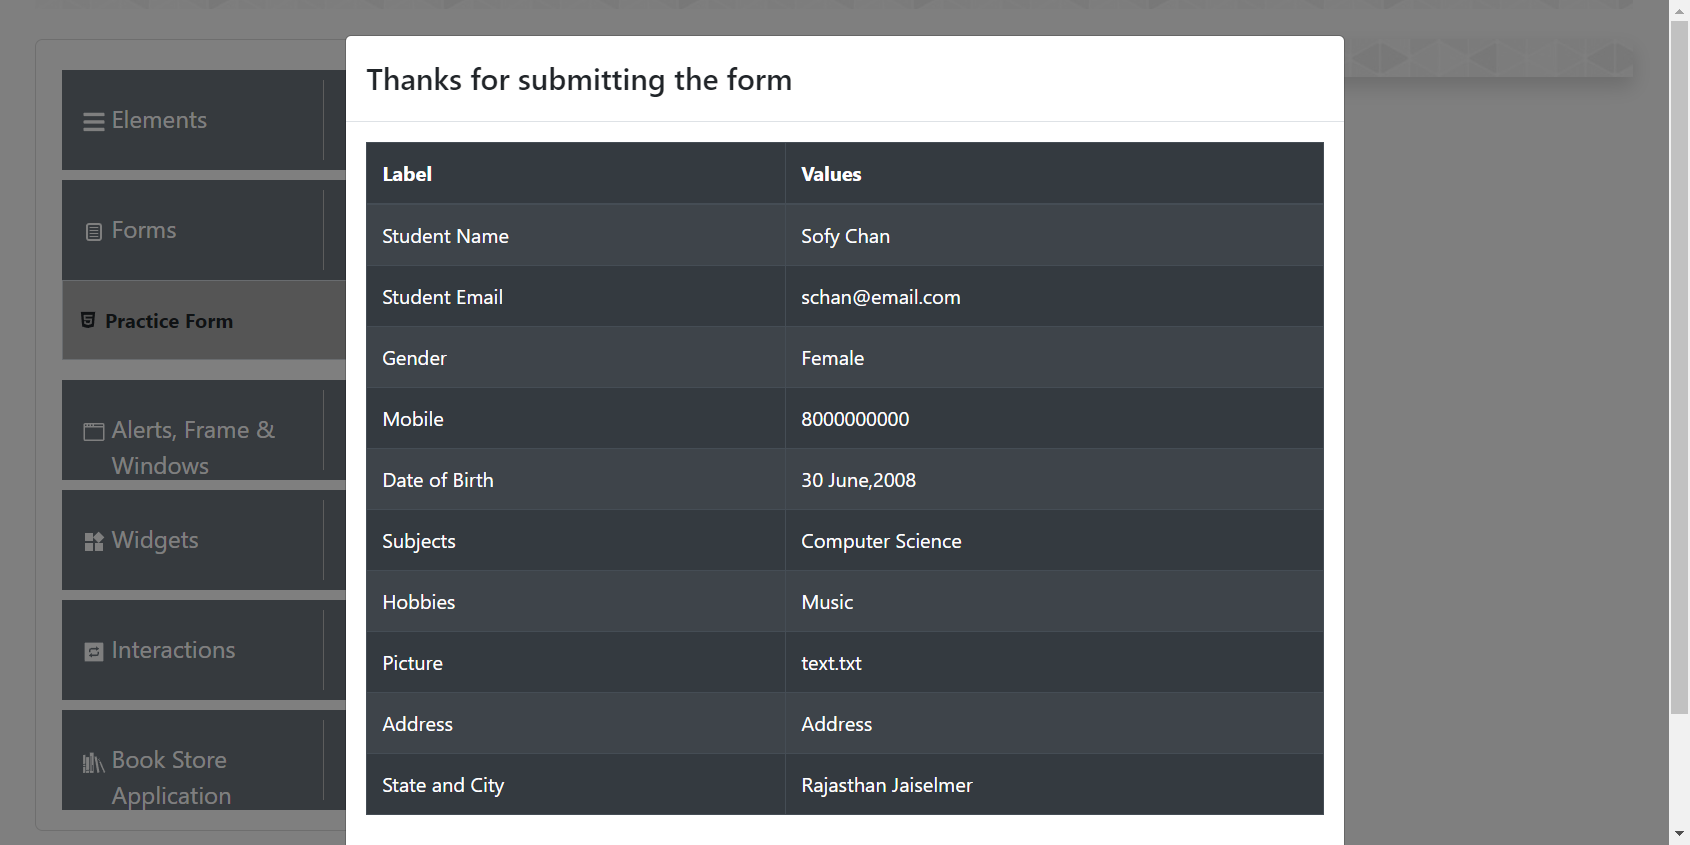 Thanks for submitting the form
Elements
Forms
Practice Form
Alerts, Frame &
Windows
Widgets
Interactions
Book Store
Application
Label Values
Student Name Sofy Chan
Student Email schan@email.com
Gender Female
Mobile 8000000000
Date of Birth 30 June,2008
Subjects Computer Science
Hobbies Music
Picture text.txt
Address Address
State and City Rajasthan Jaiselmer